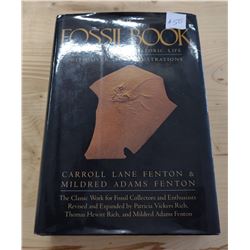 FOSSIL BOOK
LIFE
ILLUSTRATIONS
CARROLL LANE FENTON &
MILDRED ADAMS FENTON
The Classic Work for Fossil Collectors and Enthusiasts
Revised and Expanded by Patricia Vickers Rich,
Thomas Hewitt Rich, and Mildred Adams Fenton